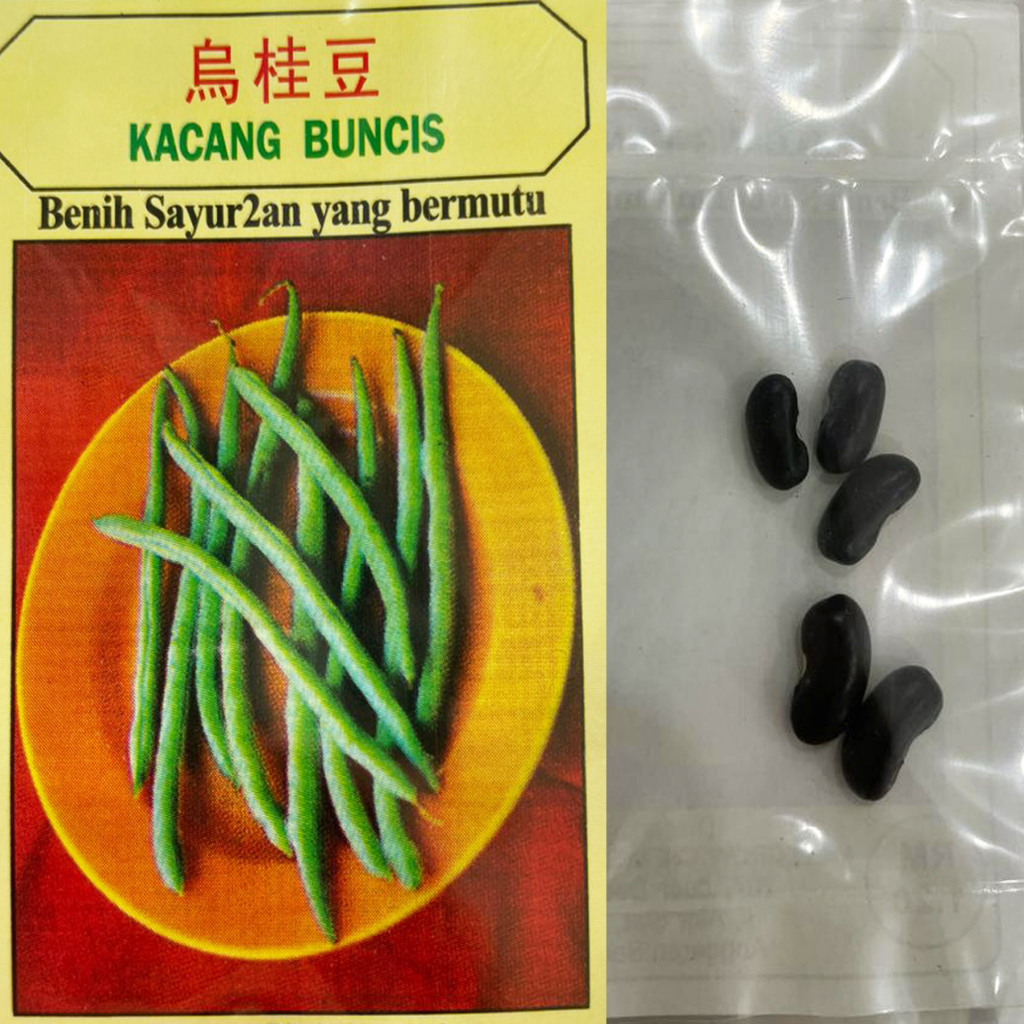 烏桂豆
KACANG BUNCIS
Benih Sayur2an yang bermutu